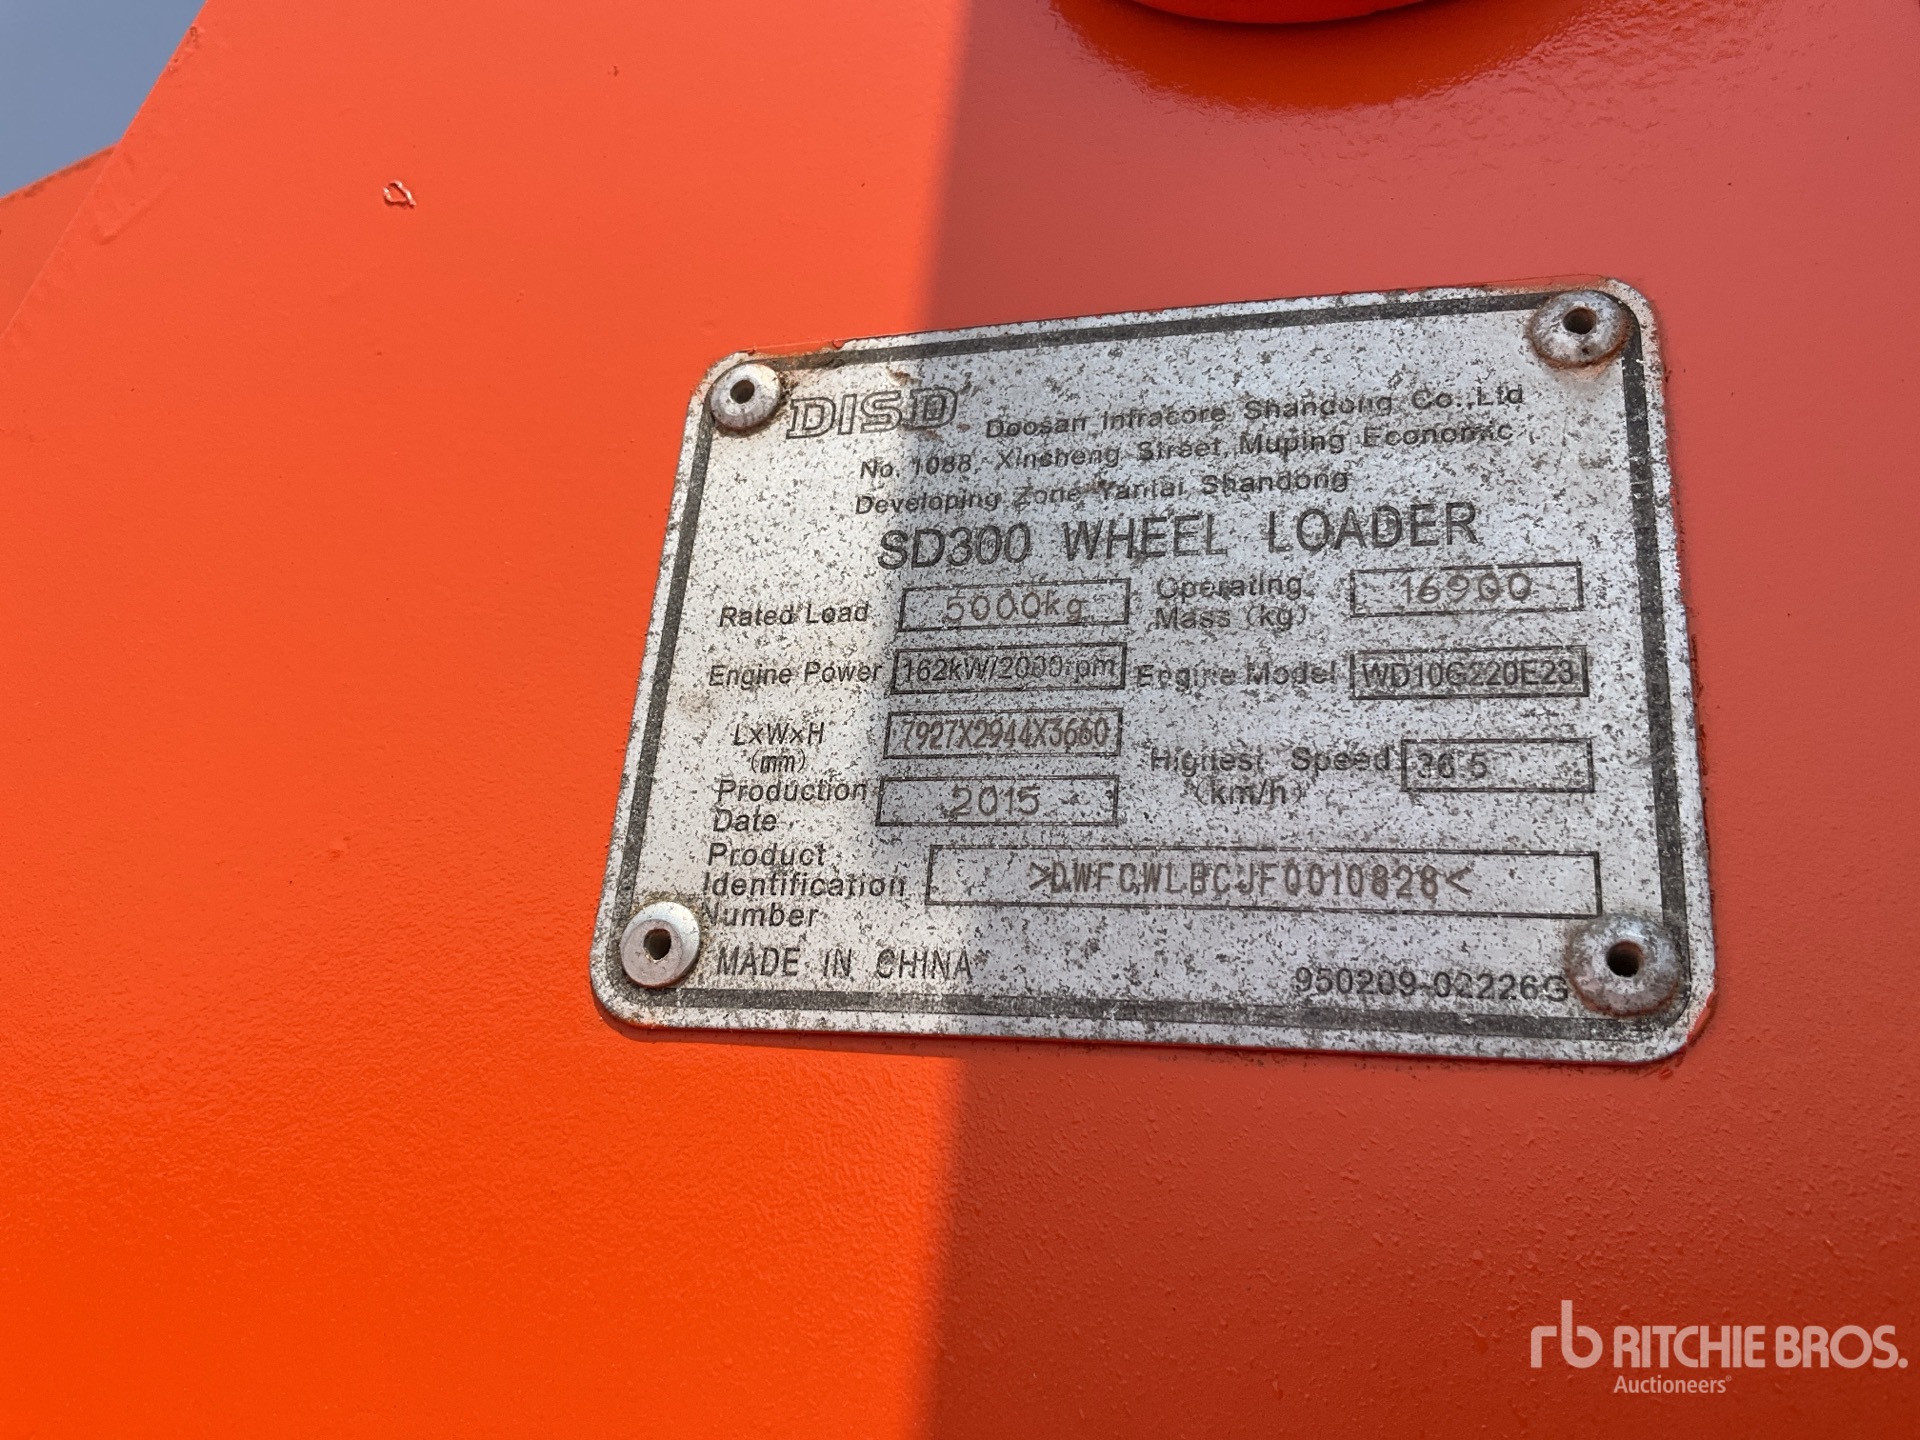 DISD Doosan Infracore Shandong Co.,Ltd
No. 1088, Xincheng Street, Muping Economic
Developing Zone Yantai Shandong
SD300 WHEEL LOADER
Rated Load 5000kg Operating Mass (kg) 16900
Engine Power 162kW/2000rpm Engine Model WD10G220E23
LxWxH (mm) 7927X2944X3660 Highest Speed (km/h) 36.5
Production Date 2015
Product Identification Number >DWFCWLBCJF0010828<
MADE IN CHINA 950209-02226G
rb RITCHIE BROS.
Auctioneers